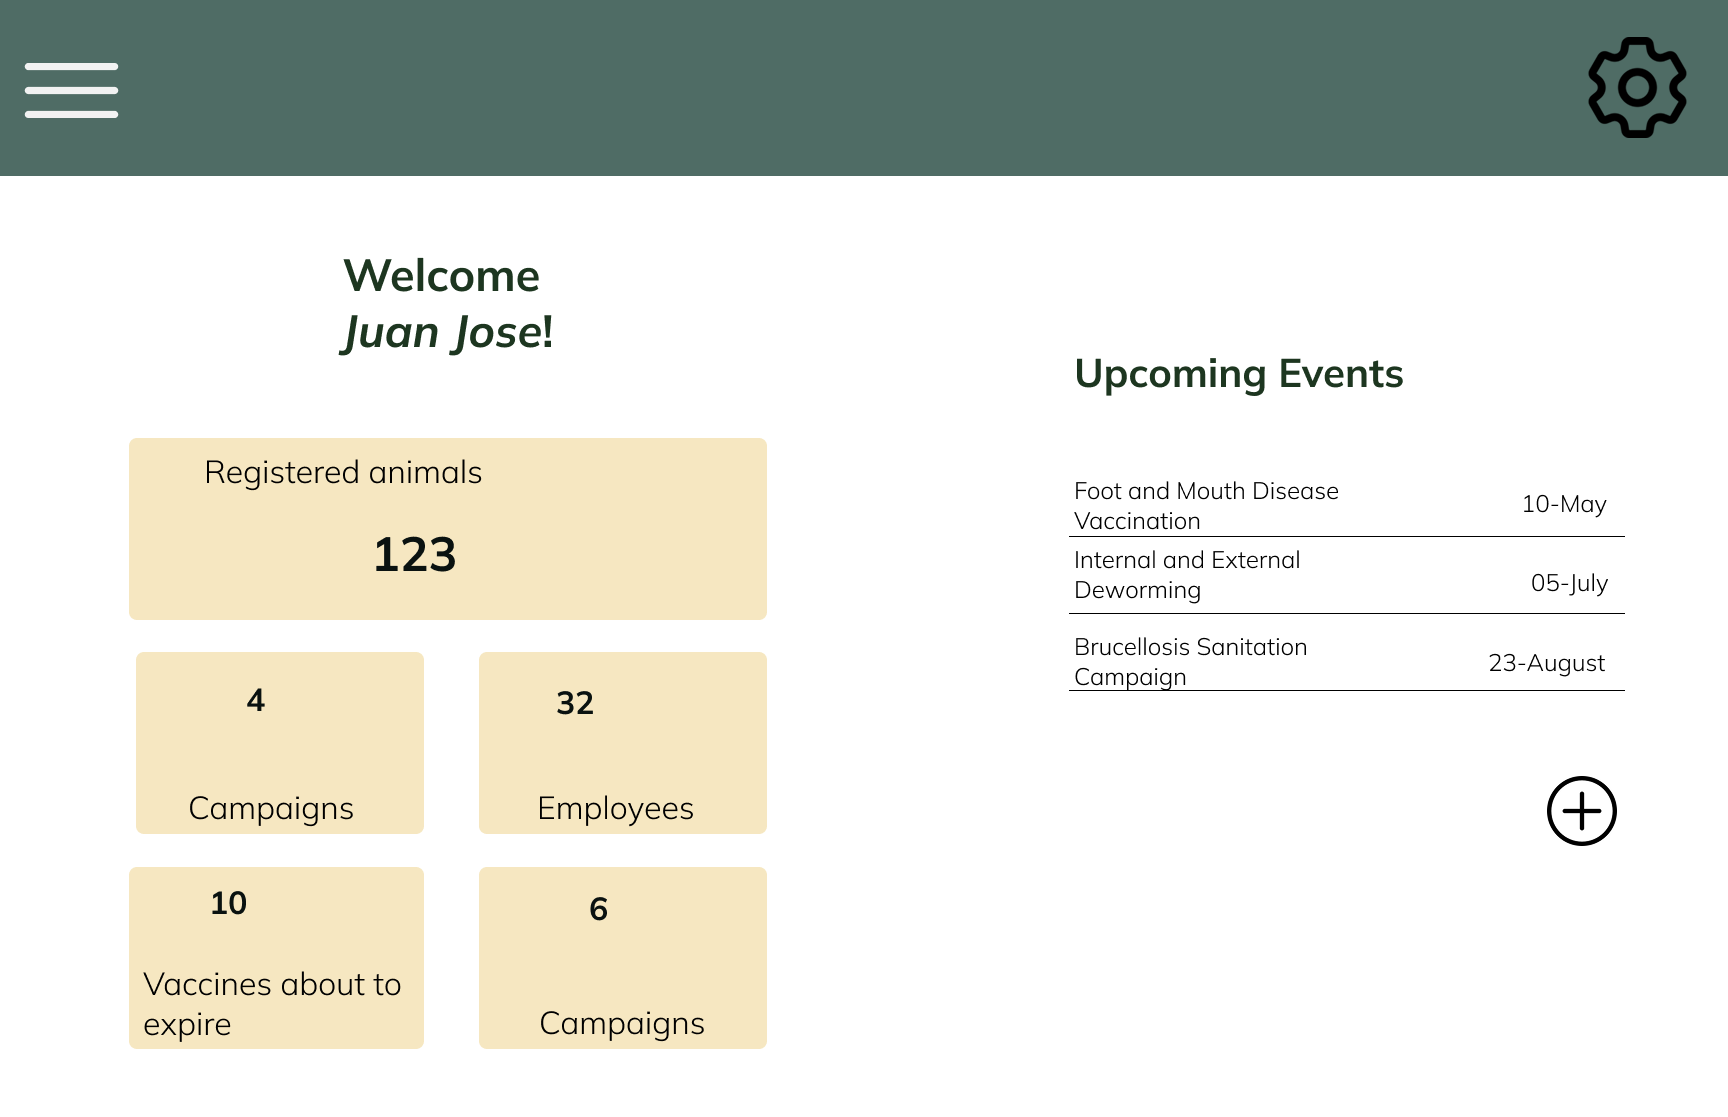 Welcome
Juan Jose!
Registered animals
123
4
Campaigns
32
Employees
10
Vaccines about to
expire
6
Campaigns
Upcoming Events
Foot and Mouth Disease
Vaccination
10-May
Internal and External
Deworming
05-July
Brucellosis Sanitation
Campaign
23-August